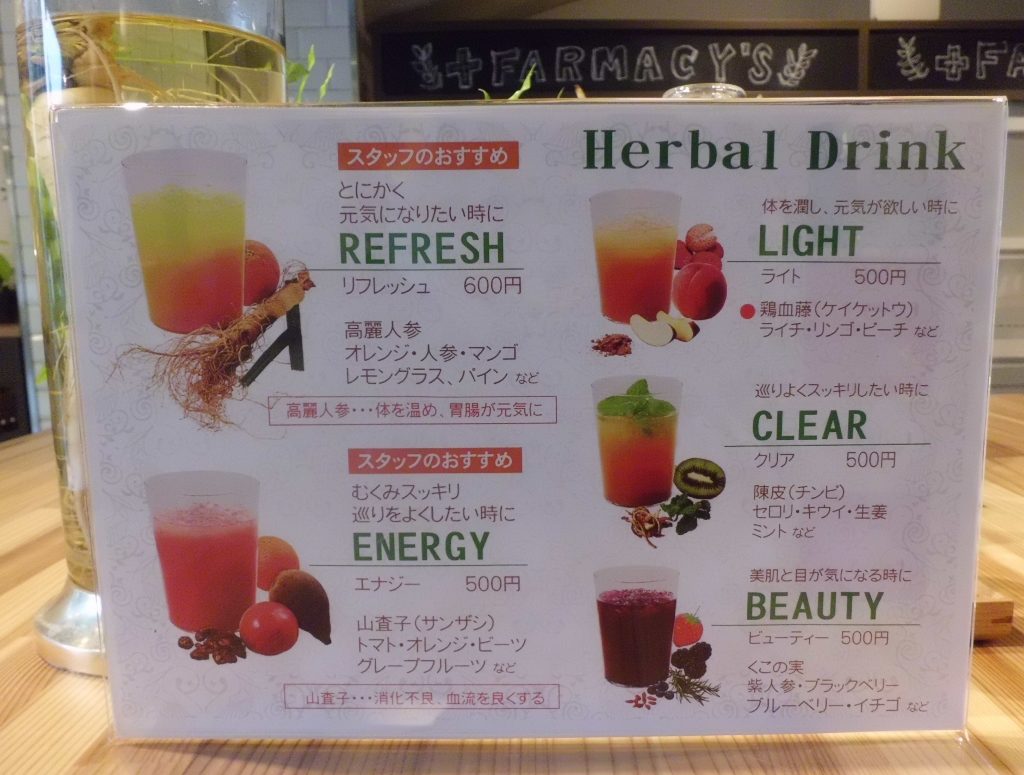 +FARMACY'S
+FA
Herbal Drink
スタッフのおすすめ
とにかく
元気になりたい時に
REFRESH
リフレッシュ 600円
高麗人参
オレンジ・人参・マンゴ
レモングラス、パイン など
高麗人参・・・体を温め、胃腸が元気に
スタッフのおすすめ
むくみスッキリ
巡りをよくしたい時に
ENERGY
エナジー 500円
山査子(サンザシ)
トマト・オレンジ・ビーツ
グレープフルーツ など
山査子・・・消化不良、血流を良くする
体を潤し、元気が欲しい時に
LIGHT
ライト 500円
鶏血藤(ケイケットウ)
ライチ・リンゴ・ピーチ など
巡りよくスッキリしたい時に
CLEAR
クリア 500円
陳皮(チンピ)
セロリ・キウイ・生姜
ミント など
美肌と目が気になる時に
BEAUTY
ビューティー 500円
くこの実
紫人参・ブラックベリー
ブルーベリー・イチゴ など